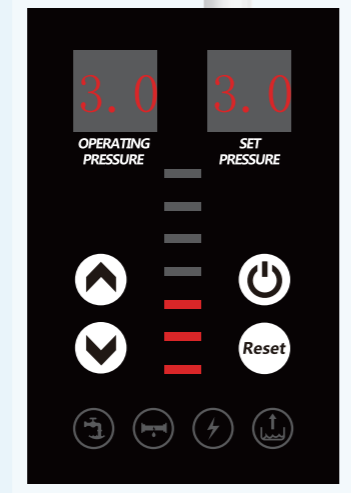 3.0 3.0
OPERATING
PRESSURE
SET
PRESSURE
Reset